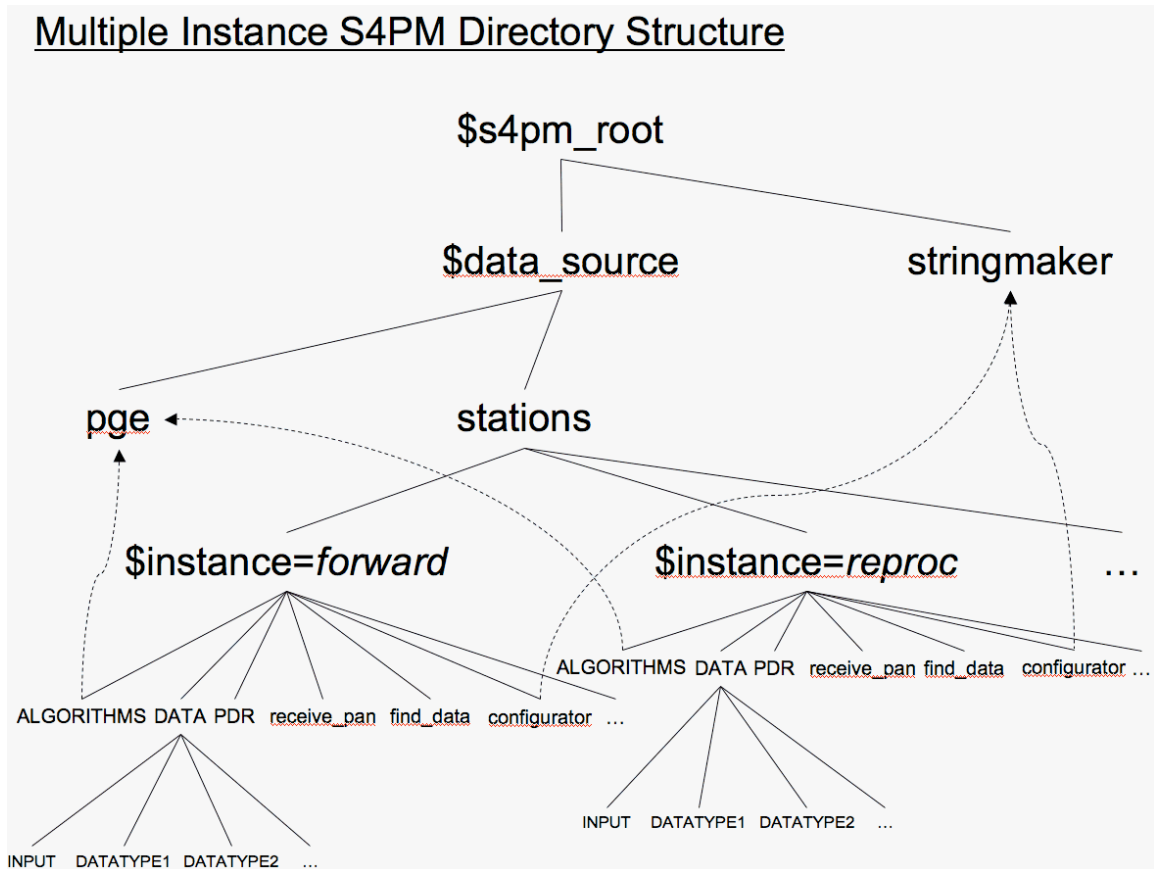 Multiple Instance S4PM Directory Structure
$s4pm_root
$data_source stringmaker
pge stations
$instance=forward $instance=reproc ...
ALGORITHMS DATA PDR receive_pan find_data configurator ...
ALGORITHMS DATA PDR receive_pan find_data configurator ...
INPUT DATATYPE1 DATATYPE2 ...
INPUT DATATYPE1 DATATYPE2 ...